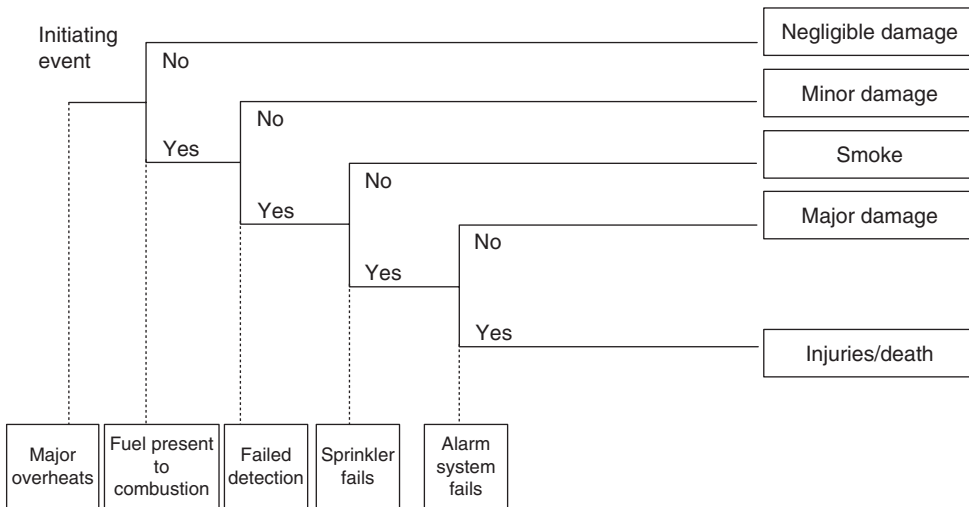 Initiating
event
No
Negligible damage
Yes
No
Minor damage
Yes
No
Smoke
Yes
No
Major damage
Yes
Injuries/death
Major
overheats
Fuel present
to
combustion
Failed
detection
Sprinkler
fails
Alarm
system
fails